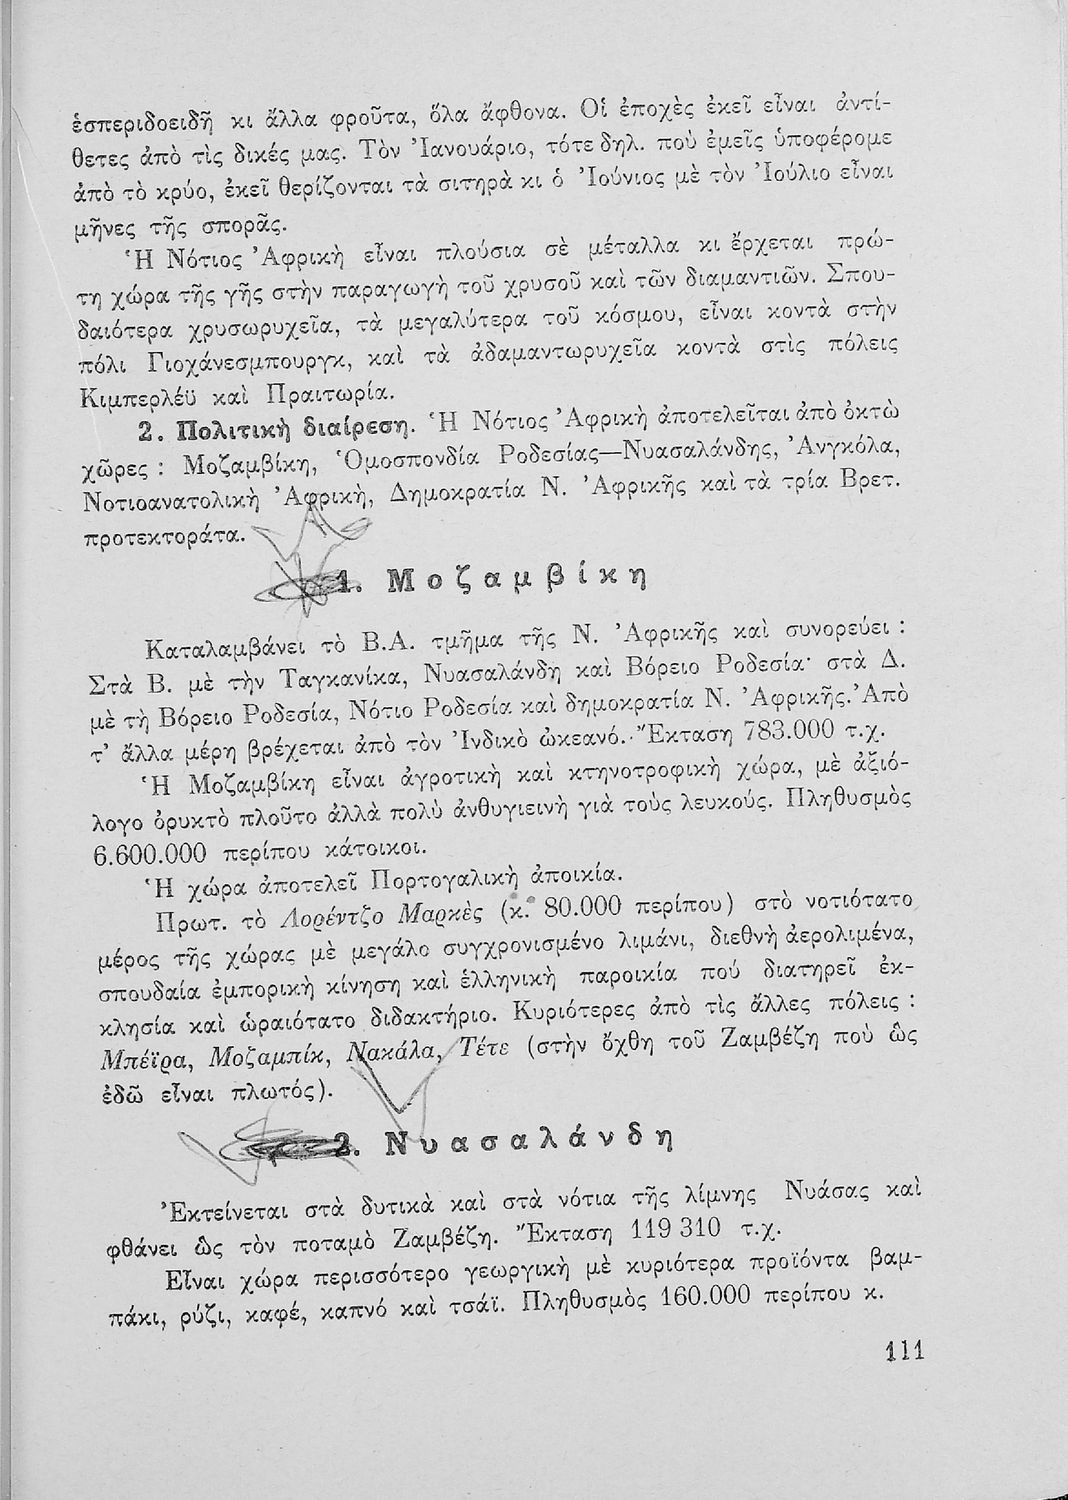 ἑσπεριδοειδῆ κι ἄλλα φροῦτα, ὅλα ἄφθονα. Οἱ ἐποχὲς ἐκεῖ εἶναι ἀντί-
θετες ἀπὸ τὶς δικές μας. Τὸν Ἰανουάριο, τότε δηλ. ποὺ ἐμεῖς ὑποφέρομε
ἀπὸ τὸ κρύο, ἐκεῖ θερίζονται τὰ σιτηρὰ κι ὁ Ἰούνιος μὲ τὸν Ἰούλιο εἶναι
μῆνες τῆς σπορᾶς.
Ἡ Νότιος Ἀφρικὴ εἶναι πλούσια σὲ μέταλλα κι ἔρχεται πρώ-
τη χώρα τῆς γῆς στὴν παραγωγὴ τοῦ χρυσοῦ καὶ τῶν διαμαντιῶν. Σπου-
δαιότερα χρυσωρυχεῖα, τὰ μεγαλύτερα τοῦ κόσμου, εἶναι κοντὰ στὴν
πόλι Γιοχάνεσμπουργκ, καὶ τὰ ἀδαμαντωρυχεῖα κοντὰ στὶς πόλεις
Κιμπερλέϋ καὶ Πραιτωρία.
2. Πολιτικὴ διαίρεση. Ἡ Νότιος Ἀφρικὴ ἀποτελεῖται ἀπὸ ὀκτὼ
χῶρες : Μοζαμβίκη, Ὁμοσπονδία Ροδεσίας—Νυασαλάνδης, Ἀνγκόλα,
Νοτιοανατολικὴ Ἀφρικὴ, Δημοκρατία Ν. Ἀφρικῆς καὶ τὰ τρία Βρετ.
προτεκτοράτα.
1. Μοζαμβίκη
Καταλαμβάνει τὸ Β.Α. τμῆμα τῆς Ν. Ἀφρικῆς καὶ συνορεύει :
Στὰ Β. μὲ τὴν Ταγκανίκα, Νυασαλάνδη καὶ Βόρειο Ροδεσία· στὰ Δ.
μὲ τὴ Βόρειο Ροδεσία, Νότιο Ροδεσία καὶ δημοκρατία Ν. Ἀφρικῆς. Ἀπὸ
τ' ἄλλα μέρη βρέχεται ἀπὸ τὸν Ἰνδικὸ ὠκεανό. Ἔκταση 783.000 τ.χ.
Ἡ Μοζαμβίκη εἶναι ἀγροτικὴ καὶ κτηνοτροφικὴ χώρα, μὲ ἀξιό-
λογο ὀρυκτὸ πλοῦτο ἀλλὰ πολὺ ἀνθυγιεινὴ γιὰ τοὺς λευκούς. Πληθυσμὸς
6.600.000 περίπου κάτοικοι.
Ἡ χώρα ἀποτελεῖ Πορτογαλικὴ ἀποικία.
Πρωτ. τὸ Λορέντζο Μαρκὲς (κ. 80.000 περίπου) στὸ νοτιότατο
μέρος τῆς χώρας μὲ μεγάλο συγχρονισμένο λιμάνι, διεθνὴ ἀερολιμένα,
σπουδαία ἐμπορικὴ κίνηση καὶ ἑλληνικὴ παροικία πού διατηρεῖ ἐκ-
κλησία καὶ ὡραιότατο διδακτήριο. Κυριότερες ἀπὸ τὶς ἄλλες πόλεις :
Μπέϊρα, Μοζαμπίκ, Νακάλα, Τέτε (στὴν ὄχθη τοῦ Ζαμβέζη ποὺ ὣς
ἐδῶ εἶναι πλωτός).
2. Νυασαλάνδη
Ἐκτείνεται στὰ δυτικὰ καὶ στὰ νότια τῆς λίμνης Νυάσας καὶ
φθάνει ὣς τὸν ποταμὸ Ζαμβέζη. Ἔκταση 119 310 τ.χ.
Εἶναι χώρα περισσότερο γεωργικὴ μὲ κυριότερα προϊόντα βαμ-
πάκι, ρύζι, καφέ, καπνό καὶ τσάϊ. Πληθυσμὸς 160.000 περίπου κ.
111